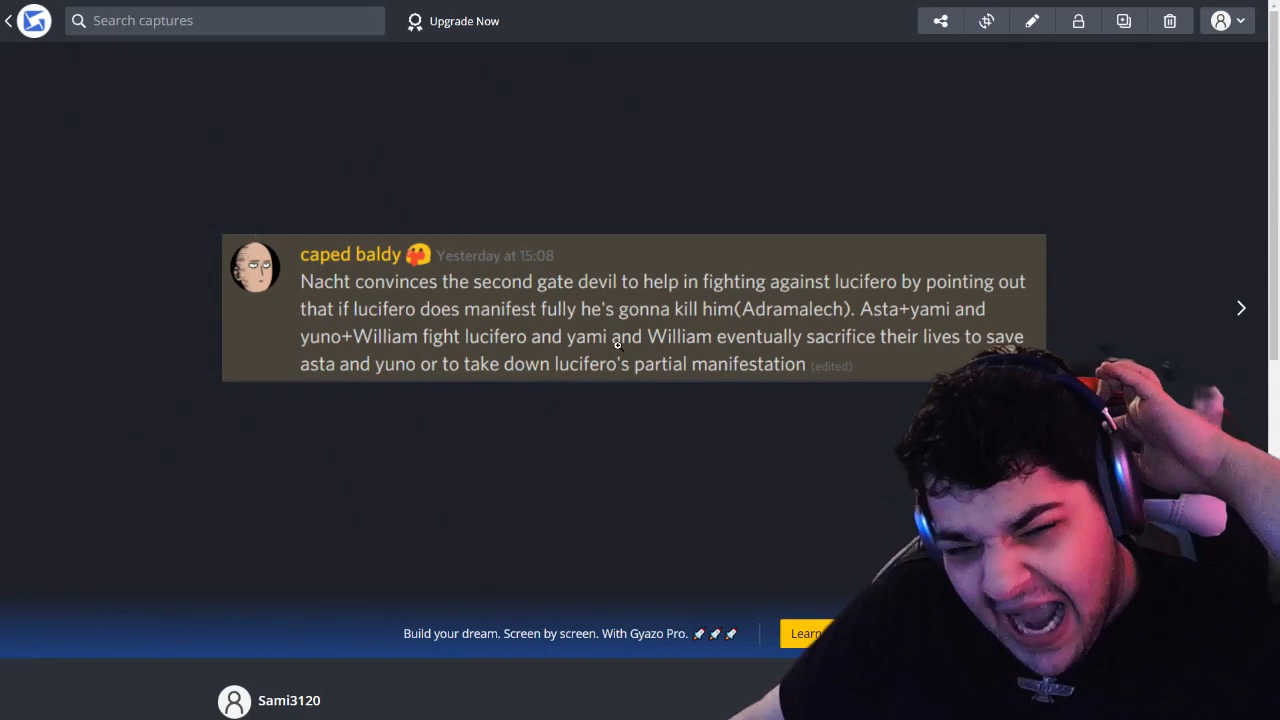 Search captures
Upgrade Now
caped baldy Yesterday at 15:08
Nacht convinces the second gate devil to help in fighting against lucifero by pointing out
that if lucifero does manifest fully he's gonna kill him(Adramalech). Asta+yami and
yuno+William fight lucifero and yami and William eventually sacrifice their lives to save
asta and yuno or to take down lucifero's partial manifestation (edited)
Build your dream. Screen by screen. With Gyazo Pro. 🚀 🚀 🚀
Learn
Sami3120